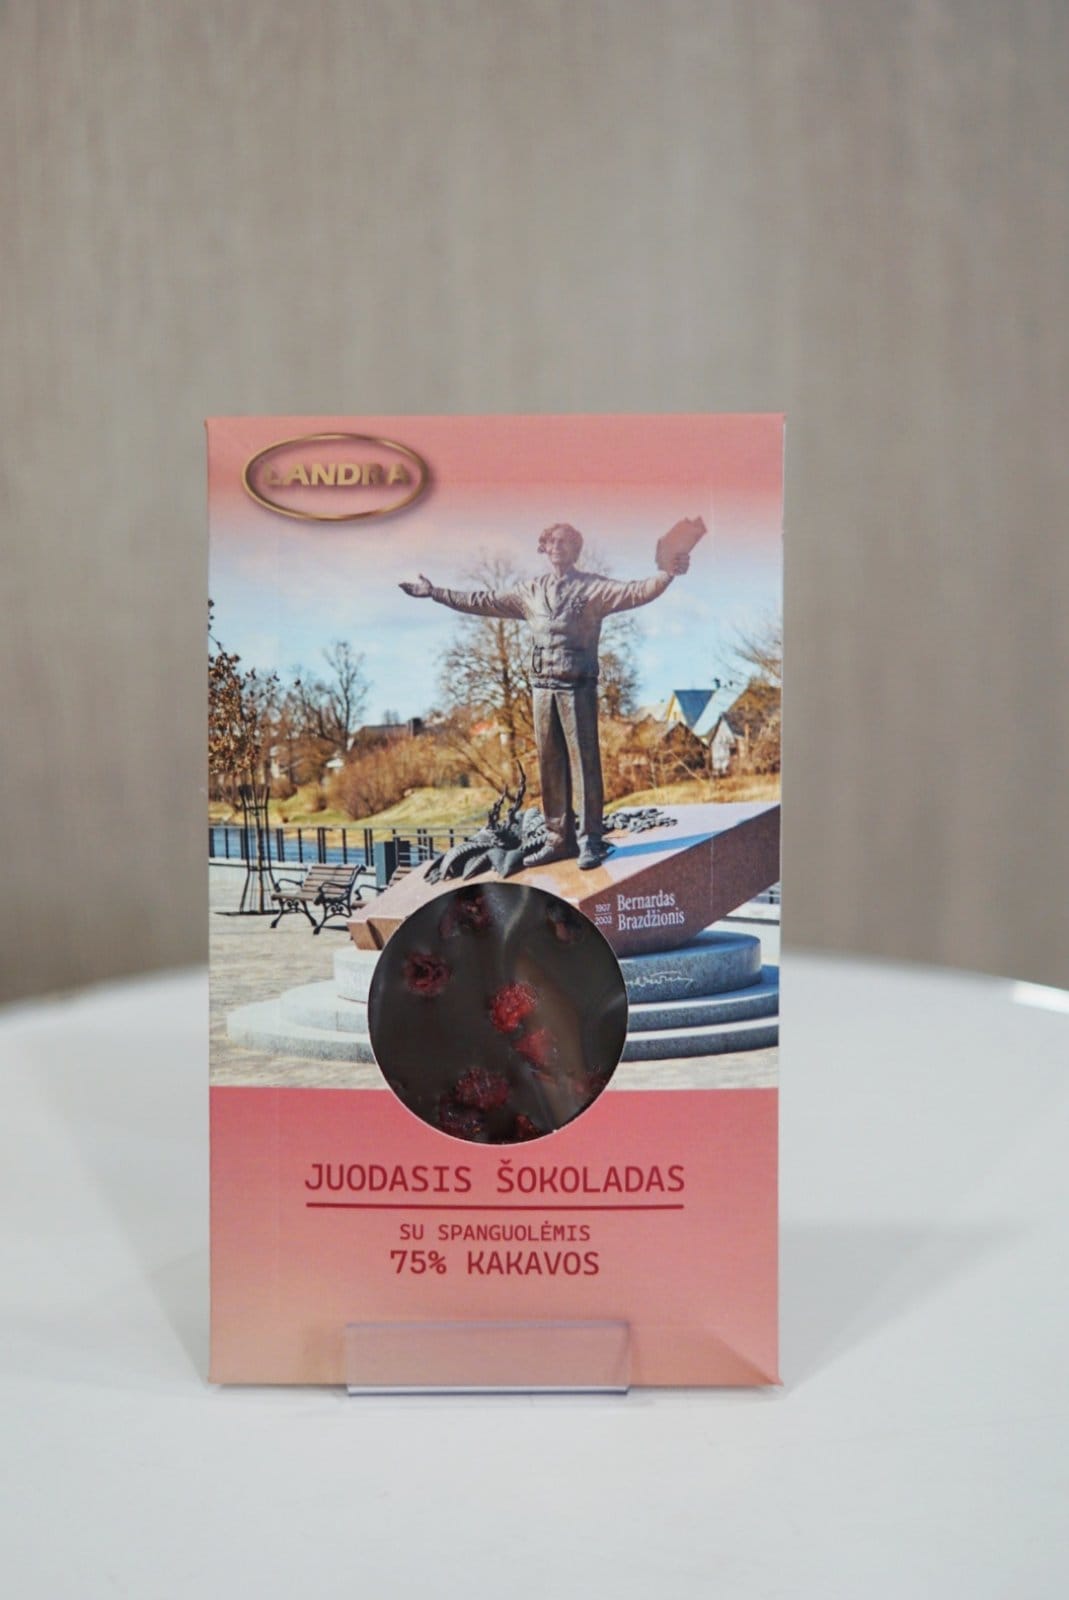 LANDRA
1907
2002
Bernardas
Brazdžionis
JUODASIS ŠOKOLADAS
SU SPANGUOLĖMIS
75% KAKAVOS